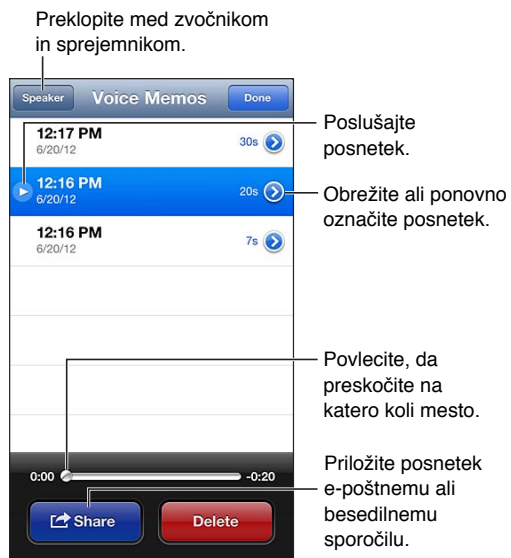 Preklopite med zvočnikom
in sprejemnikom.
Speaker Voice Memos Done
12:17 PM
6/20/12
30s
Poslušajte
posnetek.
12:16 PM
6/20/12
20s
Obrežite ali ponovno
označite posnetek.
12:16 PM
6/20/12
7s
Povlecite, da
preskočite na
katero koli mesto.
0:00 -0:20
Share Delete
Priložite posnetek
e-poštnemu ali
besedilnemu
sporočilu.